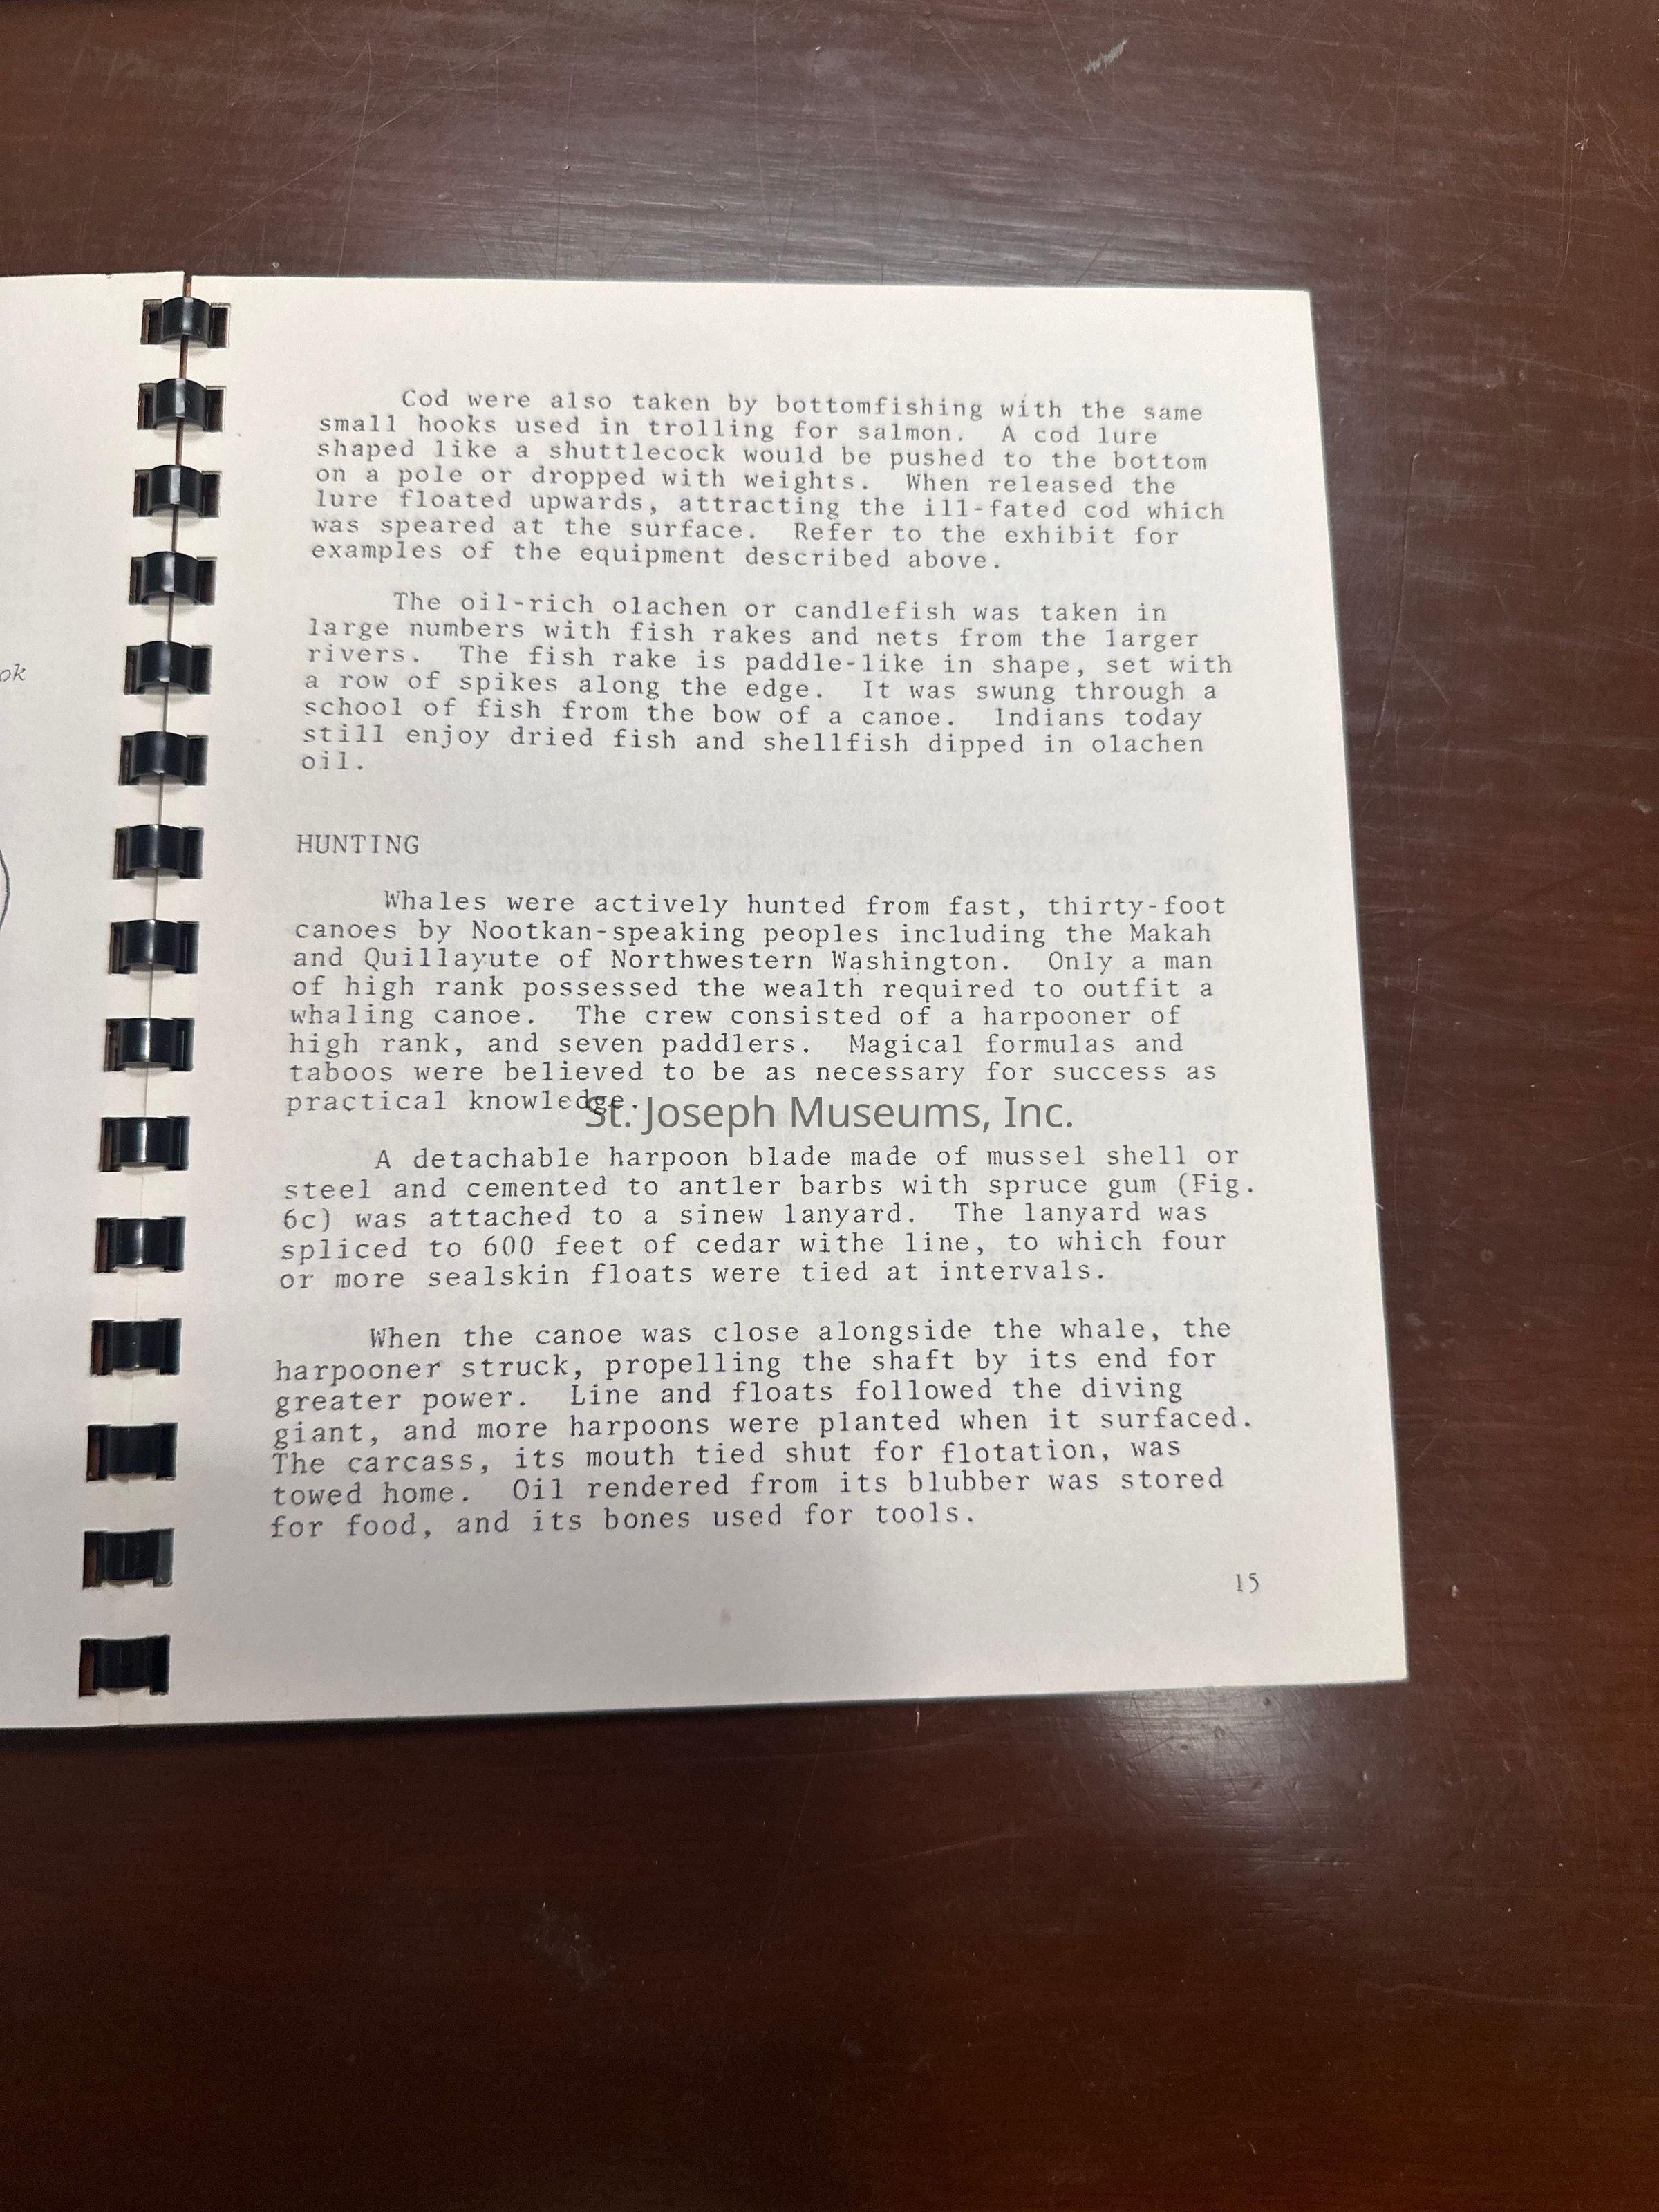 Cod were also taken by bottomfishing with the same
small hooks used in trolling for salmon. A cod lure
shaped like a shuttlecock would be pushed to the bottom
on a pole or dropped with weights. When released the
lure floated upwards, attracting the ill-fated cod which
was speared at the surface. Refer to the exhibit for
examples of the equipment described above.
The oil-rich olachen or candlefish was taken in
large numbers with fish rakes and nets from the larger
rivers. The fish rake is paddle-like in shape, set with
a row of spikes along the edge. It was swung through a
school of fish from the bow of a canoe. Indians today
still enjoy dried fish and shellfish dipped in olachen
oil.
HUNTING
Whales were actively hunted from fast, thirty-foot
canoes by Nootkan-speaking peoples including the Makah
and Quillayute of Northwestern Washington. Only a man
of high rank possessed the wealth required to outfit a
whaling canoe. The crew consisted of a harpooner of
high rank, and seven paddlers. Magical formulas and
taboos were believed to be as necessary for success as
practical knowledge.
St. Joseph Museums, Inc.
A detachable harpoon blade made of mussel shell or
steel and cemented to antler barbs with spruce gum (Fig.
6c) was attached to a sinew lanyard. The lanyard was
spliced to 600 feet of cedar withe line, to which four
or more sealskin floats were tied at intervals.
When the canoe was close alongside the whale, the
harpooner struck, propelling the shaft by its end for
greater power. Line and floats followed the diving
giant, and more harpoons were planted when it surfaced.
The carcass, its mouth tied shut for flotation, was
towed home. Oil rendered from its blubber was stored
for food, and its bones used for tools.
15